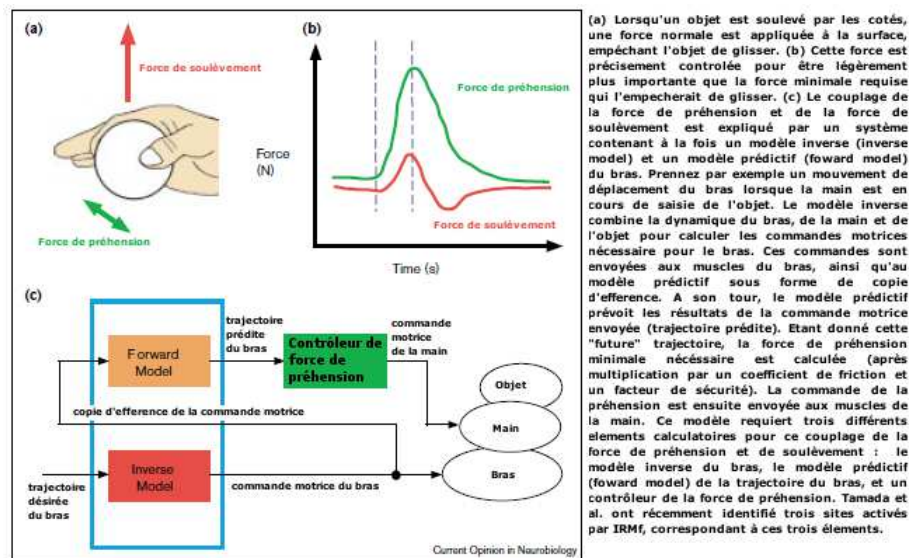 (a)
Force de soulèvement
Force de préhension
(b)
Force de préhension
Force
(N)
Force de soulèvement
Time (s)
(c)
trajectoire
prédite
du bras
commande
motrice
de la main
Forward
Model
Contrôleur de
force de
préhension
Objet
copie d'efference de la commande motrice
Main
Inverse
Model
Bras
trajectoire
désirée
du bras
commande motrice du bras
Current Opinion in Neurobiology
(a) Lorsqu'un objet est soulevé par les cotés,
une force normale est appliquée à la surface,
empéchant l'objet de glisser. (b) Cette force est
précisement controlée pour être légèrement
plus importante que la force minimale requise
qui l'empecherait de glisser. (c) Le couplage de
la force de préhension et de la force de
soulèvement est expliqué par un système
contenant à la fois un modèle inverse (inverse
model) et un modèle prédictif (foward model)
du bras. Prennez par exemple un mouvement de
déplacement du bras lorsque la main est en
cours de saisie de l'objet. Le modèle inverse
combine la dynamique du bras, de la main et de
l'objet pour calculer les commandes motrices
nécessaire pour le bras. Ces commandes sont
envoyées aux muscles du bras, ainsi qu'au
modèle prédictif sous forme de copie
d'efference. A son tour, le modèle prédictif
prévoit les résultats de la commande motrice
envoyée (trajectoire prédite). Etant donné cette
"future" trajectoire, la force de préhension
minimale nécéssaire est calculée (après
multiplication par un coefficient de friction et
un facteur de sécurité). La commande de la
préhension est ensuite envoyée aux muscles de
la main. Ce modèle requiert trois différents
elements calculatoires pour ce couplage de la
force de préhension et de soulèvement : le
modèle inverse du bras, le modèle prédictif
(foward model) de la trajectoire du bras, et un
contrôleur de la force de préhension. Tamada et
al. ont récemment identifié trois sites activés
par IRMf, correspondant à ces trois élements.